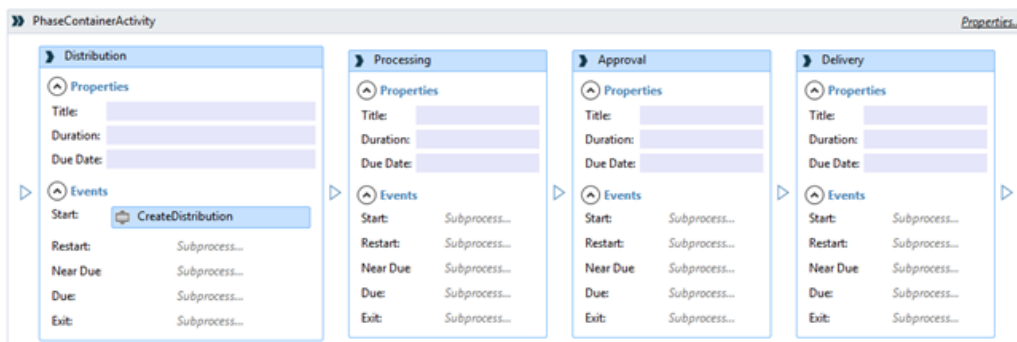 PhaseContainerActivity
Properties...
Distribution
Properties
Title:
Duration:
Due Date:
Events
Start: CreateDistribution
Restart: Subprocess...
Near Due Subprocess...
Due: Subprocess...
Exit: Subprocess...
Processing
Properties
Title:
Duration:
Due Date:
Events
Start: Subprocess...
Restart: Subprocess...
Near Due Subprocess...
Due: Subprocess...
Exit: Subprocess...
Approval
Properties
Title:
Duration:
Due Date:
Events
Start: Subprocess...
Restart: Subprocess...
Near Due Subprocess...
Due: Subprocess...
Exit: Subprocess...
Delivery
Properties
Title:
Duration:
Due Date:
Events
Start: Subprocess...
Restart: Subprocess...
Near Due Subprocess...
Due: Subprocess...
Exit: Subprocess...